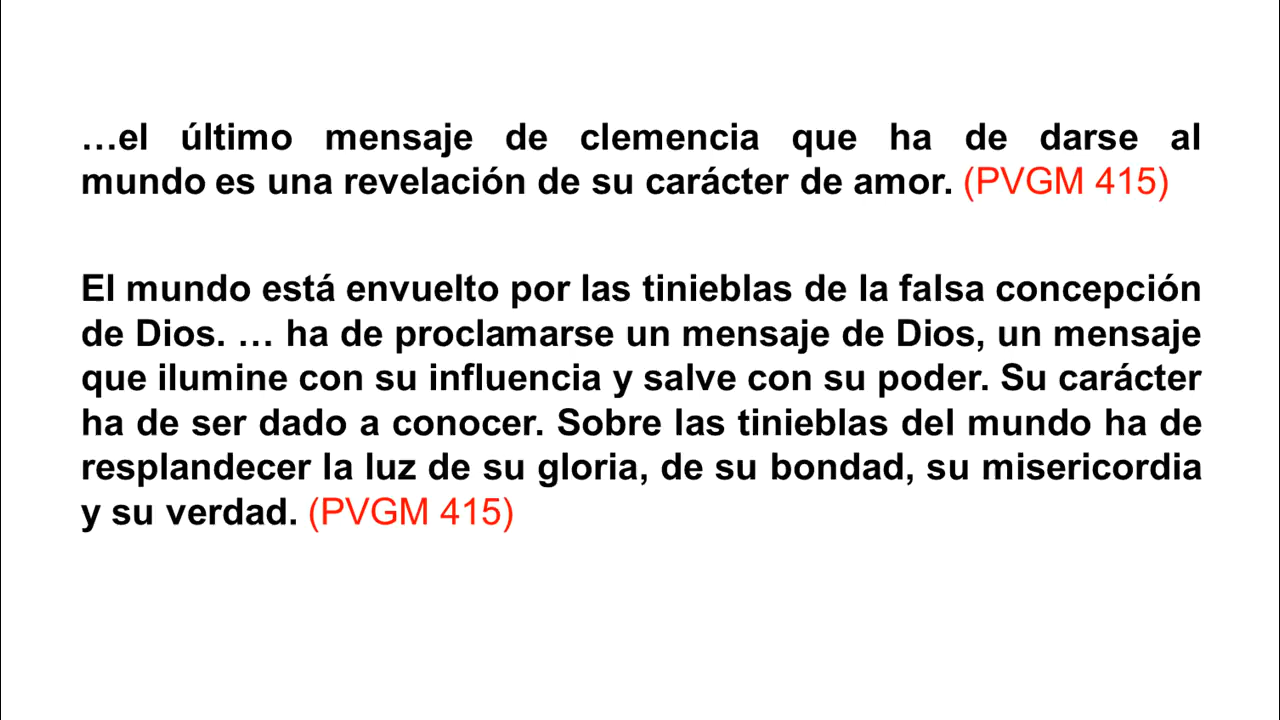 …el último mensaje de clemencia que ha de darse al
mundo es una revelación de su carácter de amor. (PVGM 415)
El mundo está envuelto por las tinieblas de la falsa concepción
de Dios. … ha de proclamarse un mensaje de Dios, un mensaje
que ilumine con su influencia y salve con su poder. Su carácter
ha de ser dado a conocer. Sobre las tinieblas del mundo ha de
resplandecer la luz de su gloria, de su bondad, su misericordia
y su verdad. (PVGM 415)